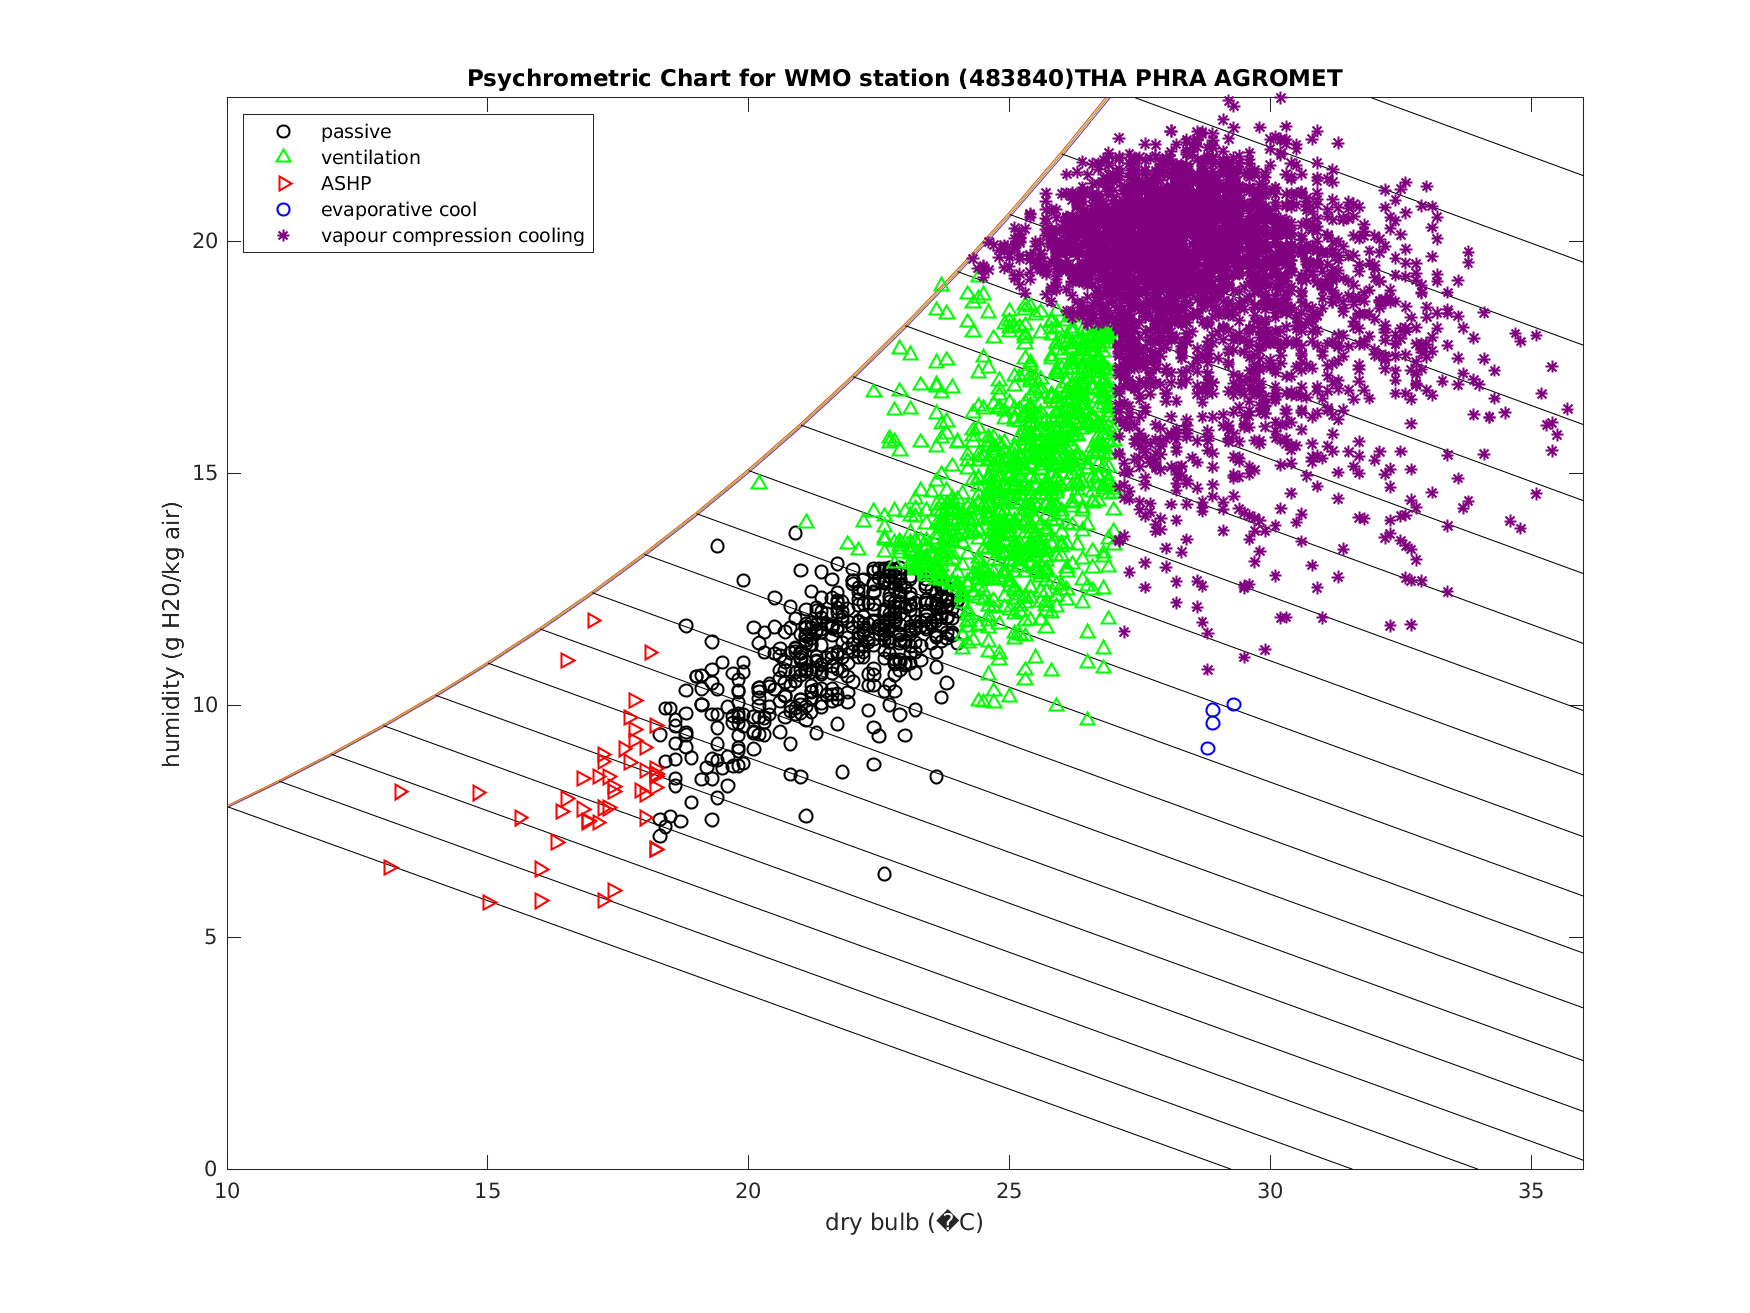 Psychrometric Chart for WMO station (483840)THA PHRA AGROMET
passive
ventilation
ASHP
evaporative cool
vapour compression cooling
humidity (g H20/kg air)
20
15
10
5
0
10 15 20 25 30 35
dry bulb (�C)